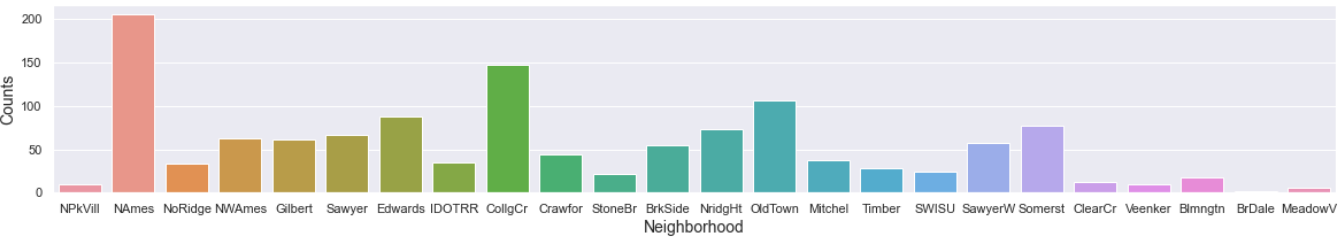 200
150
100
50
0
Counts
NPkVill NAmes NoRidge NWAmes Gilbert Sawyer Edwards IDOTRR CollgCr Crawfor StoneBr BrkSide NridgHt OldTown Mitchel Timber SWISU SawyerW Somerst ClearCr Veenker Blmngtn BrDale MeadowV
Neighborhood